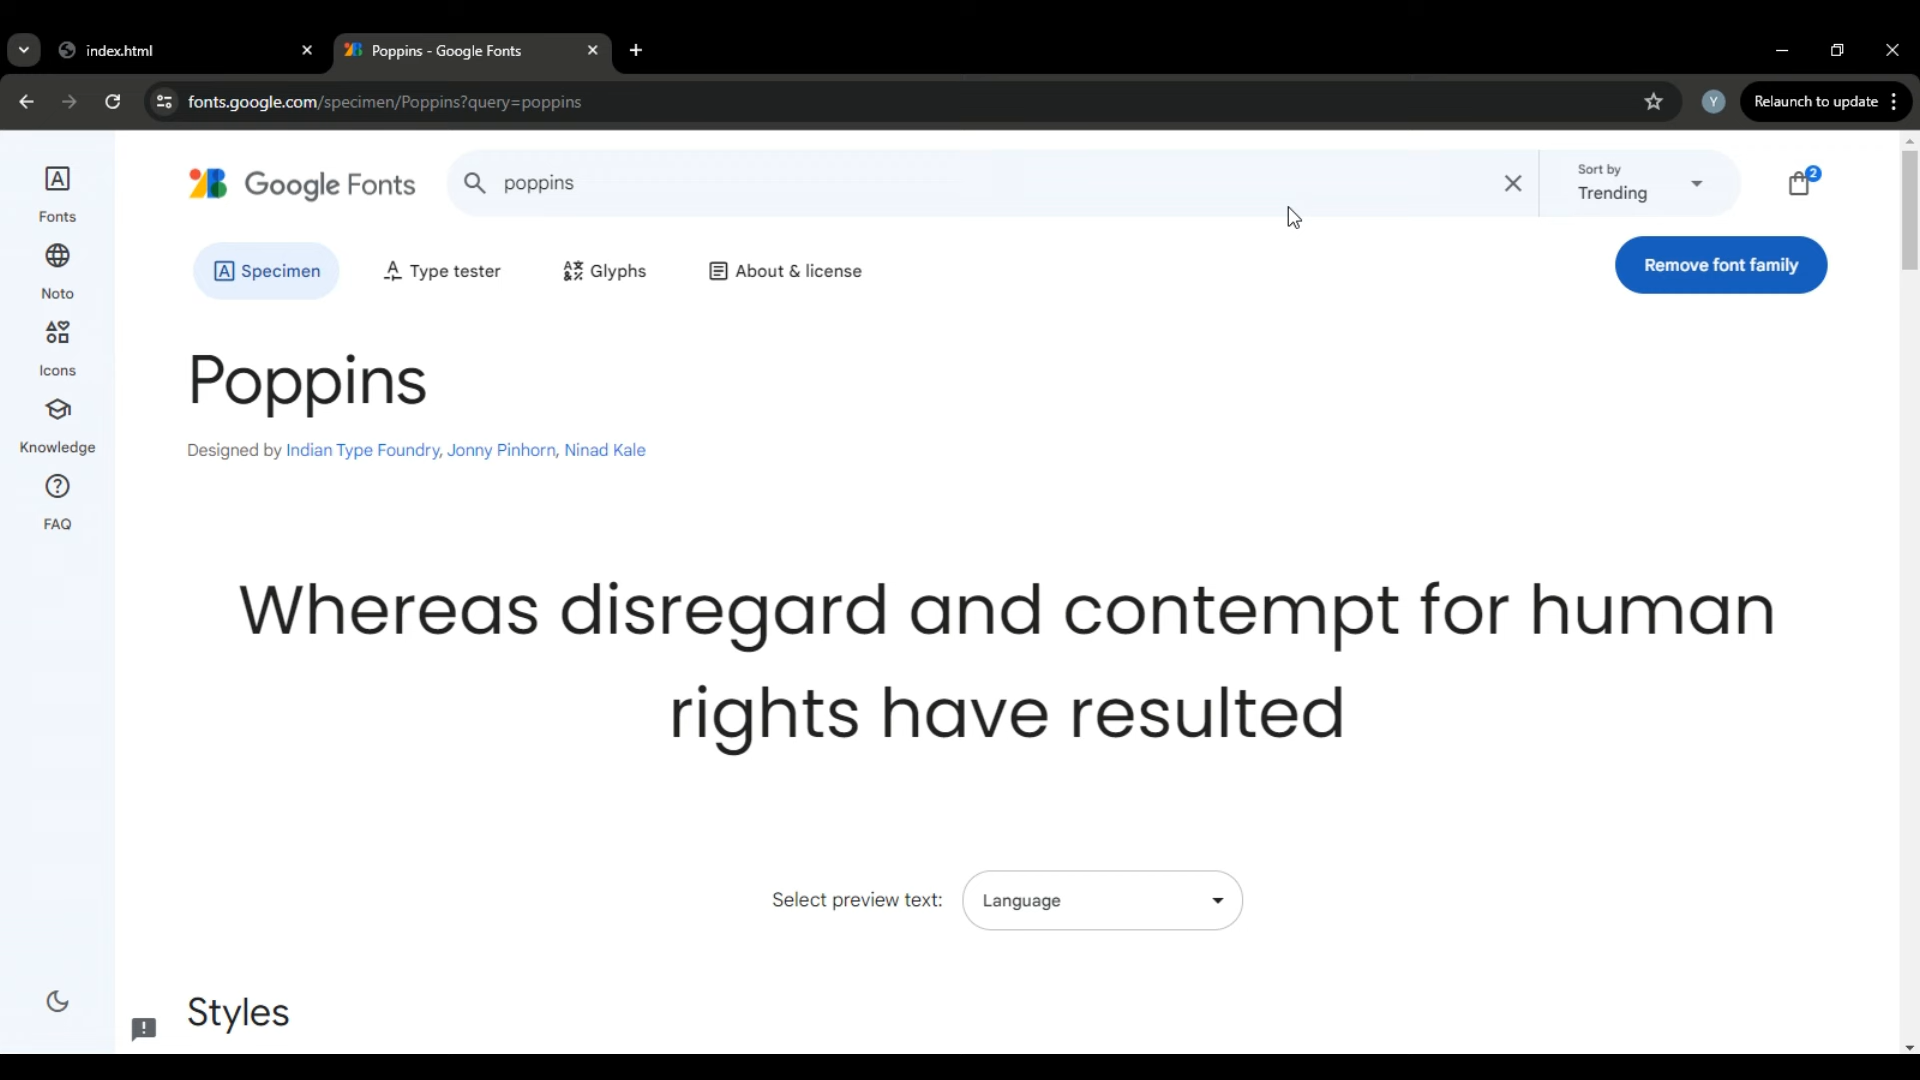 index.html
Poppins - Google Fonts
fonts.google.com/specimen/Poppins?query=poppins
Y
Relaunch to update
Fonts
Noto
Icons
Knowledge
FAQ
Google Fonts
poppins
Sort by
Trending
2
Specimen
Type tester
Glyphs
About & license
Remove font family
Poppins
Designed by Indian Type Foundry, Jonny Pinhorn, Ninad Kale
Whereas disregard and contempt for human
rights have resulted
Select preview text:
Language
Styles